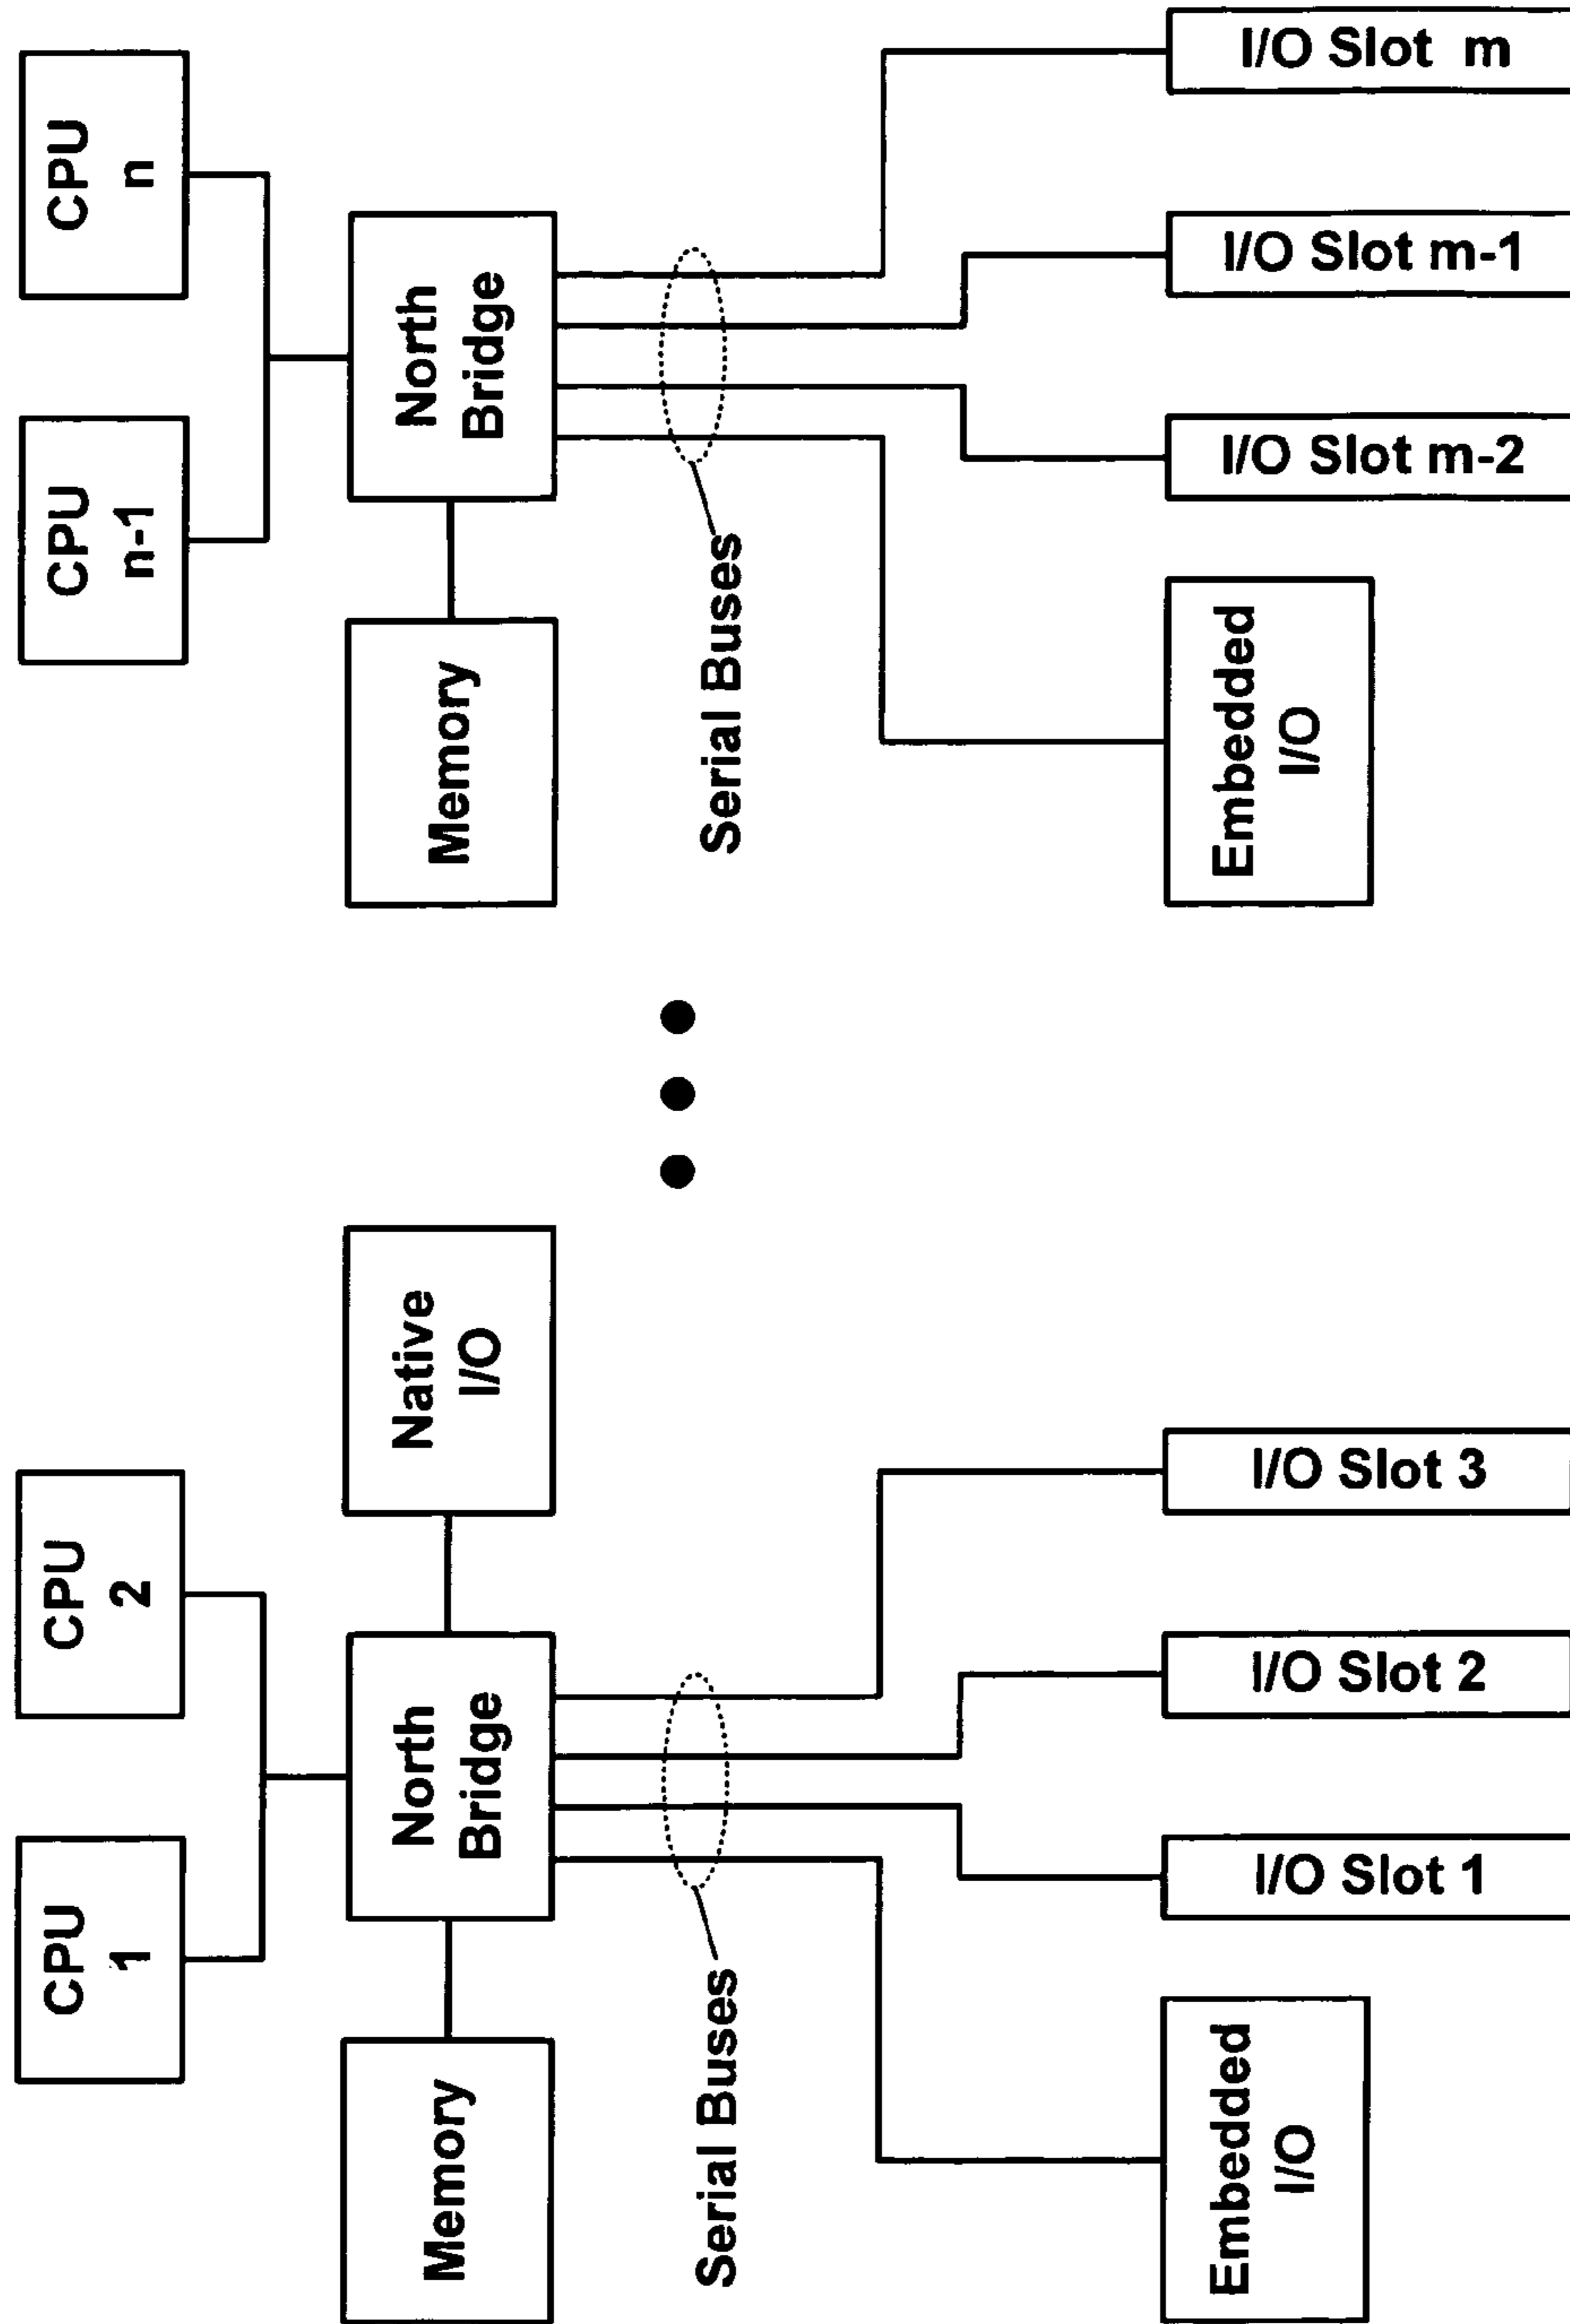 CPU
1
CPU
2
Memory
North
Bridge
Native
I/O
Serial Buses
Embedded
I/O
I/O Slot 1
I/O Slot 2
I/O Slot 3
CPU
n-1
CPU
n
Memory
North
Bridge
Serial Buses
Embedded
I/O
I/O Slot m-2
I/O Slot m-1
I/O Slot m